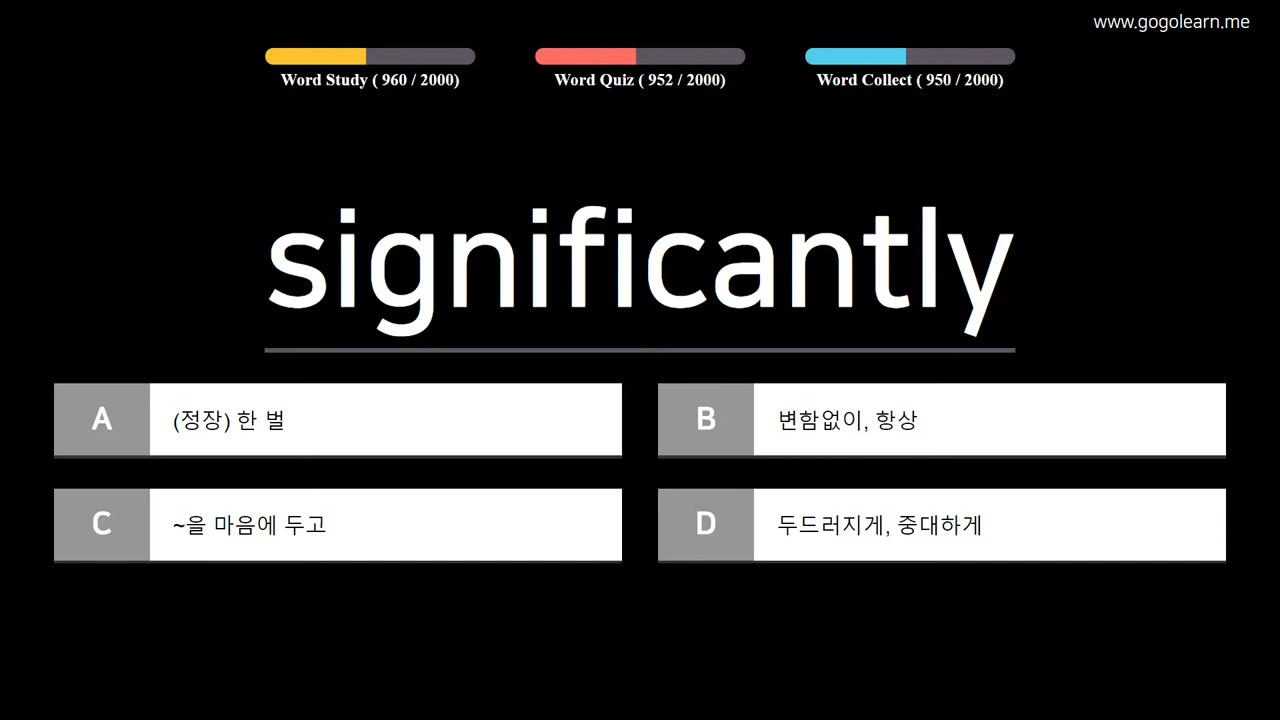 www.gogolearn.me
Word Study ( 960 / 2000)
Word Quiz ( 952 / 2000)
Word Collect ( 950 / 2000)
significantly
A (정장) 한 벌
B 변함없이, 항상
C ~을 마음에 두고
D 두드러지게, 중대하게